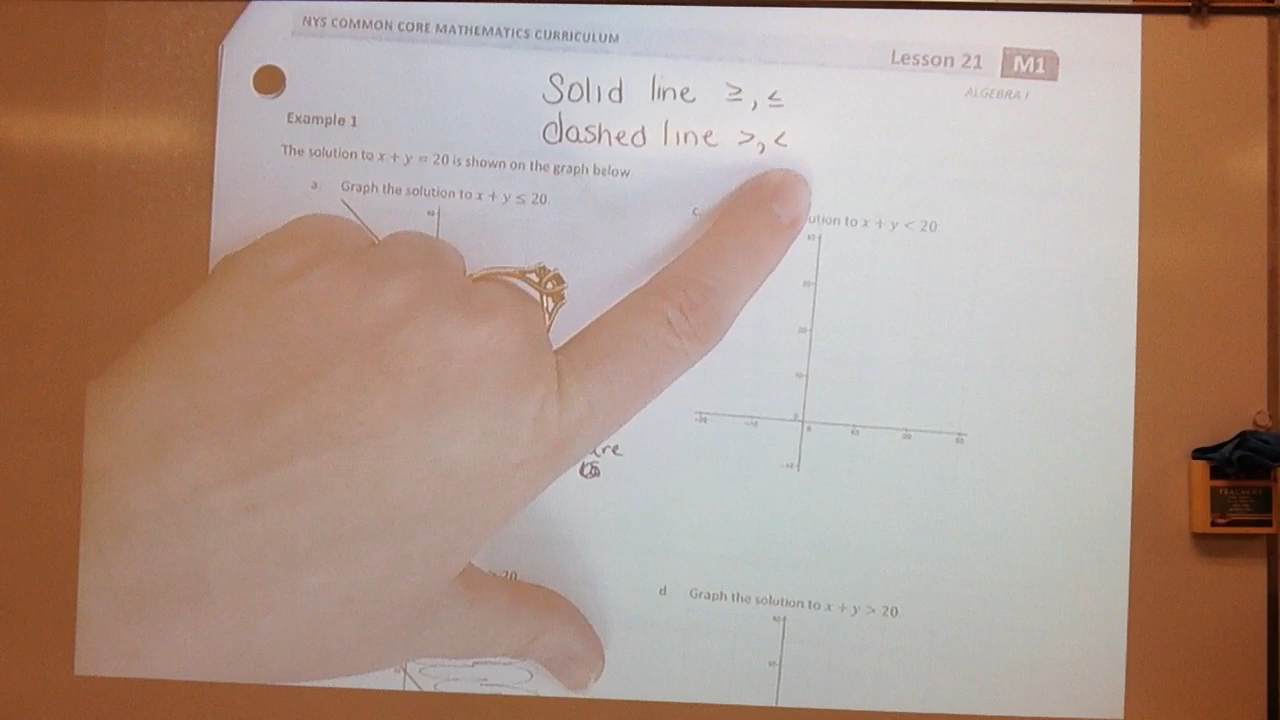 NYS COMMON CORE MATHEMATICS CURRICULUM
Lesson 21 M1
ALGEBRA I
Solid line ≥, ≤
dashed line >, <
Example 1
The solution to x + y = 20 is shown on the graph below
a. Graph the solution to x + y ≤ 20.
c. ution to x + y < 20
d Graph the solution to x + y > 20.
TEACHERS